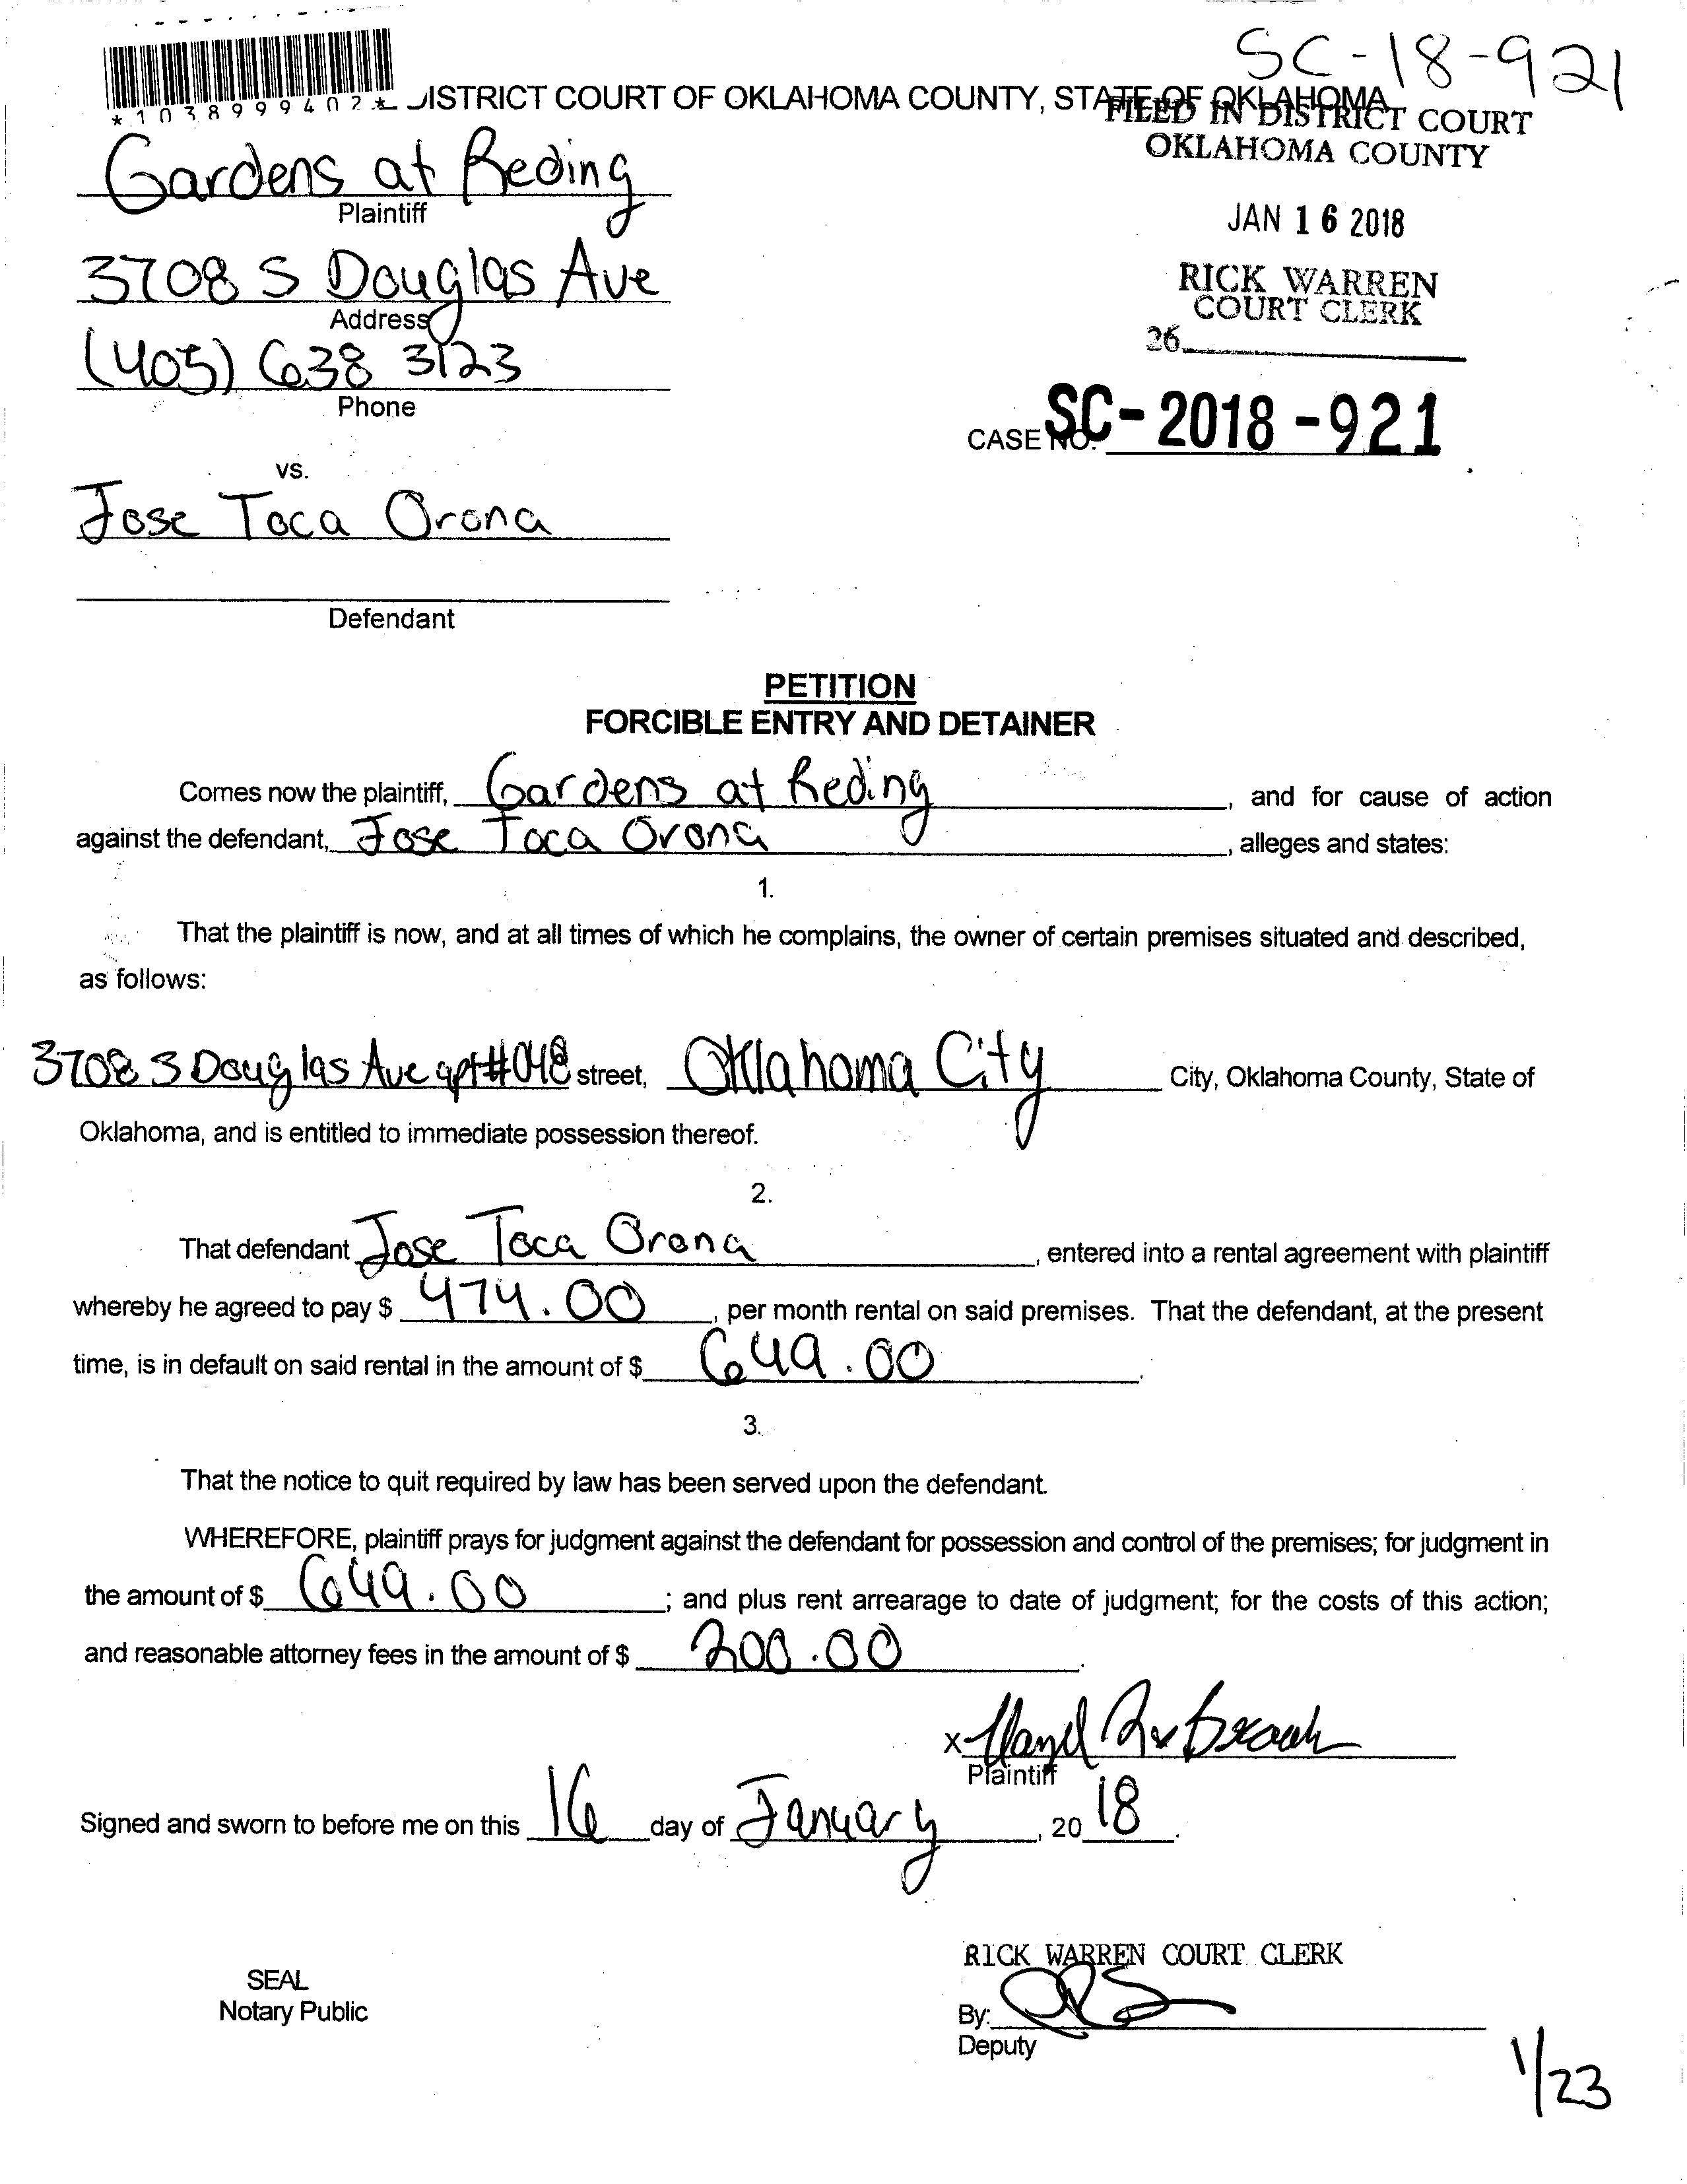 SC-18-921
*1038999402*
DISTRICT COURT OF OKLAHOMA COUNTY, STATE OF OKLAHOMA
FILED IN DISTRICT COURT
OKLAHOMA COUNTY
Gardens at Reding
Plaintiff
JAN 16 2018
3708 S Douglas Ave
Address
RICK WARREN
COURT CLERK
26
(405) 638 3123
Phone
CASE NO. SC-2018-921
vs.
Jose Toca Orona
Defendant
PETITION
FORCIBLE ENTRY AND DETAINER
Comes now the plaintiff, Gardens at Reding, and for cause of action
against the defendant, Jose Toca Orona, alleges and states:
1.
That the plaintiff is now, and at all times of which he complains, the owner of certain premises situated and described,
as follows:
3708 S Douglas Ave apt#048 street, Oklahoma City City, Oklahoma County, State of
Oklahoma, and is entitled to immediate possession thereof.
2.
That defendant Jose Toca Orona, entered into a rental agreement with plaintiff
whereby he agreed to pay $ 474.00, per month rental on said premises. That the defendant, at the present
time, is in default on said rental in the amount of $ 649.00.
3.
That the notice to quit required by law has been served upon the defendant.
WHEREFORE, plaintiff prays for judgment against the defendant for possession and control of the premises; for judgment in
the amount of $ 649.00; and plus rent arrearage to date of judgment; for the costs of this action;
and reasonable attorney fees in the amount of $ 200.00.
X
Plaintiff
Signed and sworn to before me on this 16 day of January, 2018.
RICK WARREN COURT CLERK
SEAL
Notary Public
By:
Deputy
1/23